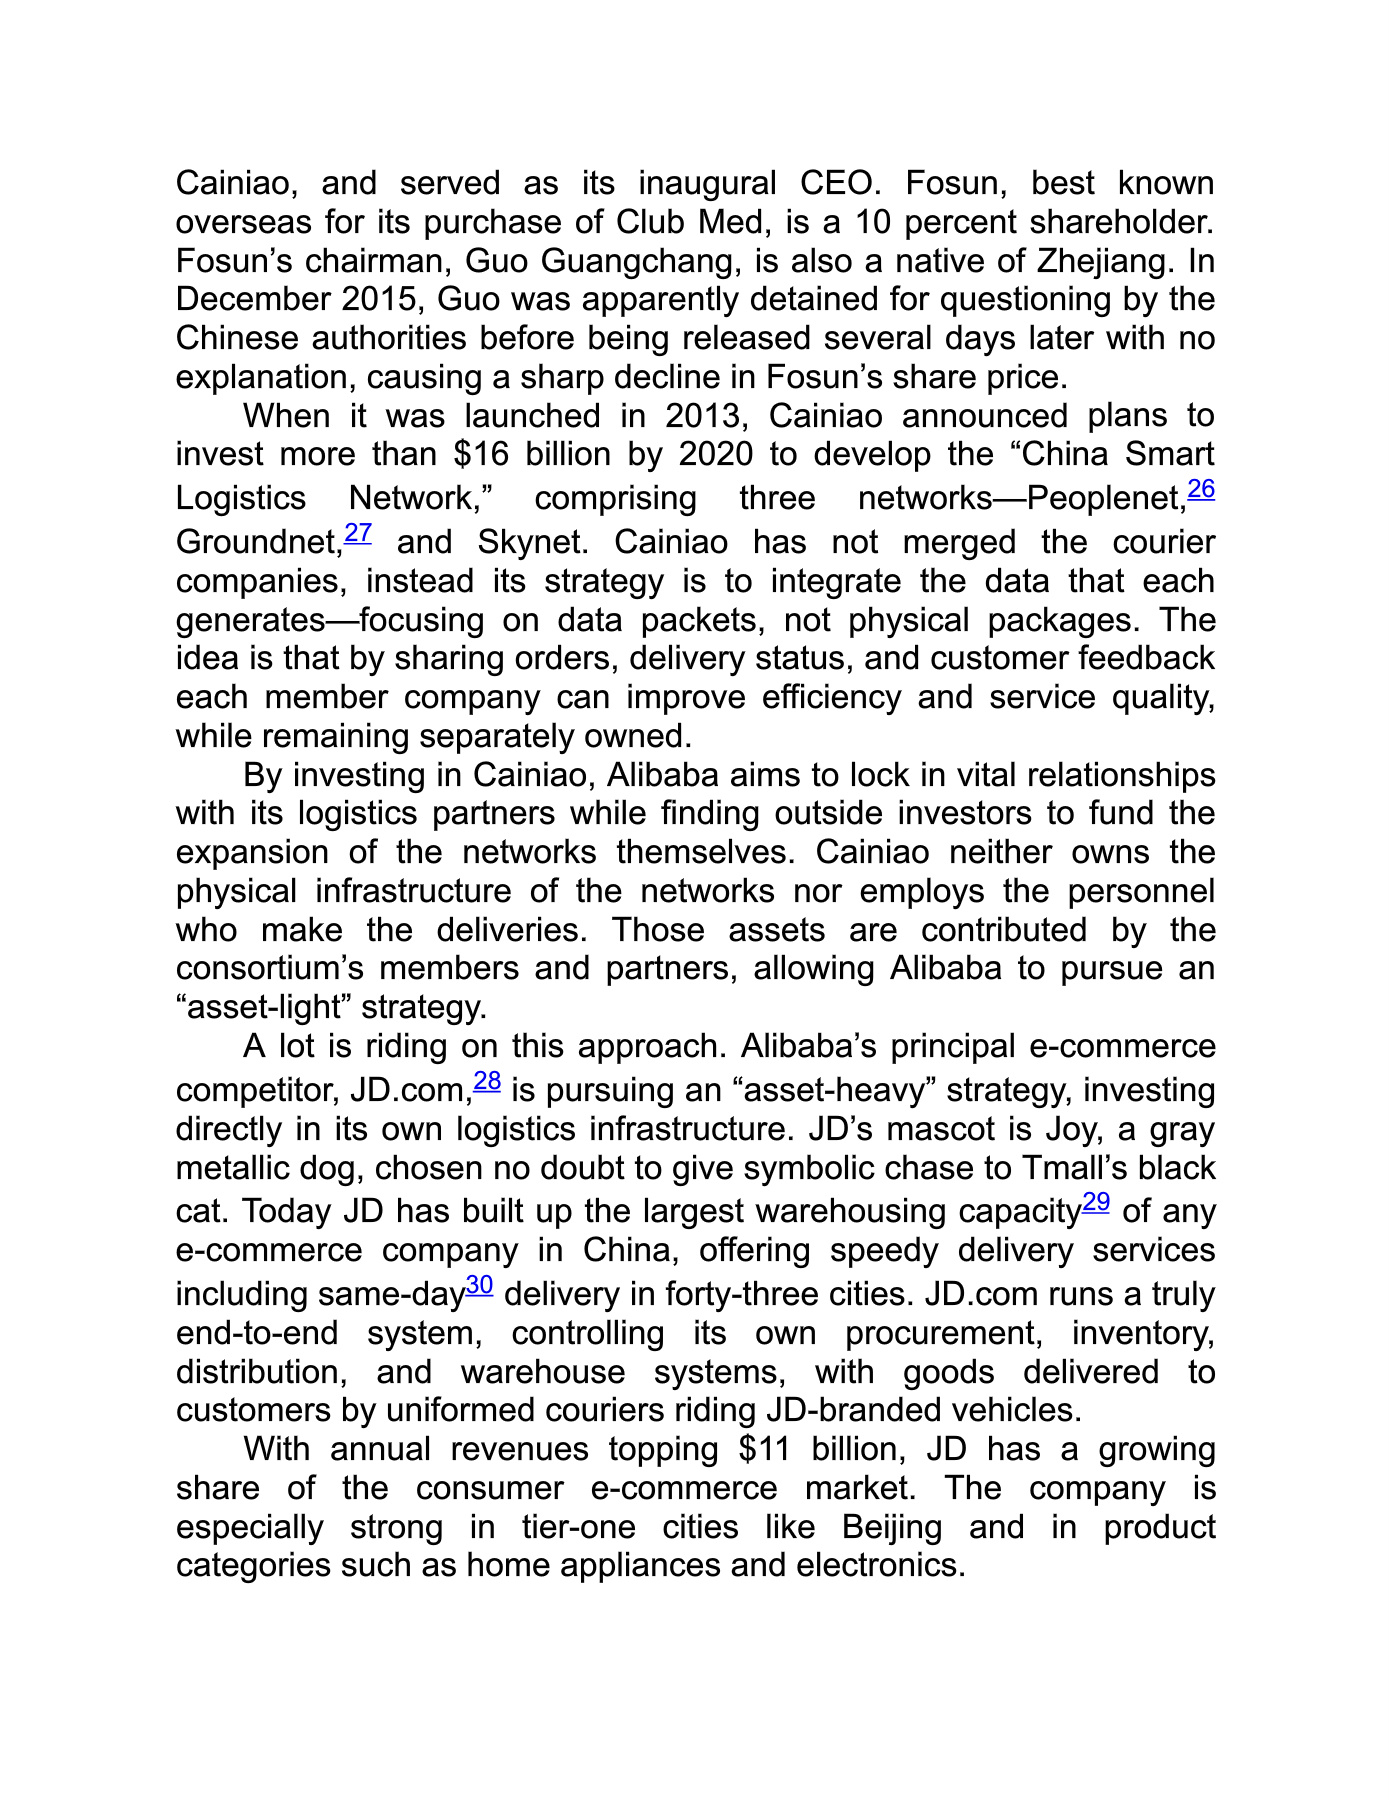 Cainiao, and served as its inaugural CEO. Fosun, best known
overseas for its purchase of Club Med, is a 10 percent shareholder.
Fosun’s chairman, Guo Guangchang, is also a native of Zhejiang. In
December 2015, Guo was apparently detained for questioning by the
Chinese authorities before being released several days later with no
explanation, causing a sharp decline in Fosun’s share price.
When it was launched in 2013, Cainiao announced plans to
invest more than $16 billion by 2020 to develop the “China Smart
Logistics Network,” comprising three networks—Peoplenet,26
Groundnet,27 and Skynet. Cainiao has not merged the courier
companies, instead its strategy is to integrate the data that each
generates—focusing on data packets, not physical packages. The
idea is that by sharing orders, delivery status, and customer feedback
each member company can improve efficiency and service quality,
while remaining separately owned.
By investing in Cainiao, Alibaba aims to lock in vital relationships
with its logistics partners while finding outside investors to fund the
expansion of the networks themselves. Cainiao neither owns the
physical infrastructure of the networks nor employs the personnel
who make the deliveries. Those assets are contributed by the
consortium’s members and partners, allowing Alibaba to pursue an
“asset-light” strategy.
A lot is riding on this approach. Alibaba’s principal e-commerce
competitor, JD.com,28 is pursuing an “asset-heavy” strategy, investing
directly in its own logistics infrastructure. JD’s mascot is Joy, a gray
metallic dog, chosen no doubt to give symbolic chase to Tmall’s black
cat. Today JD has built up the largest warehousing capacity29 of any
e-commerce company in China, offering speedy delivery services
including same-day30 delivery in forty-three cities. JD.com runs a truly
end-to-end system, controlling its own procurement, inventory,
distribution, and warehouse systems, with goods delivered to
customers by uniformed couriers riding JD-branded vehicles.
With annual revenues topping $11 billion, JD has a growing
share of the consumer e-commerce market. The company is
especially strong in tier-one cities like Beijing and in product
categories such as home appliances and electronics.